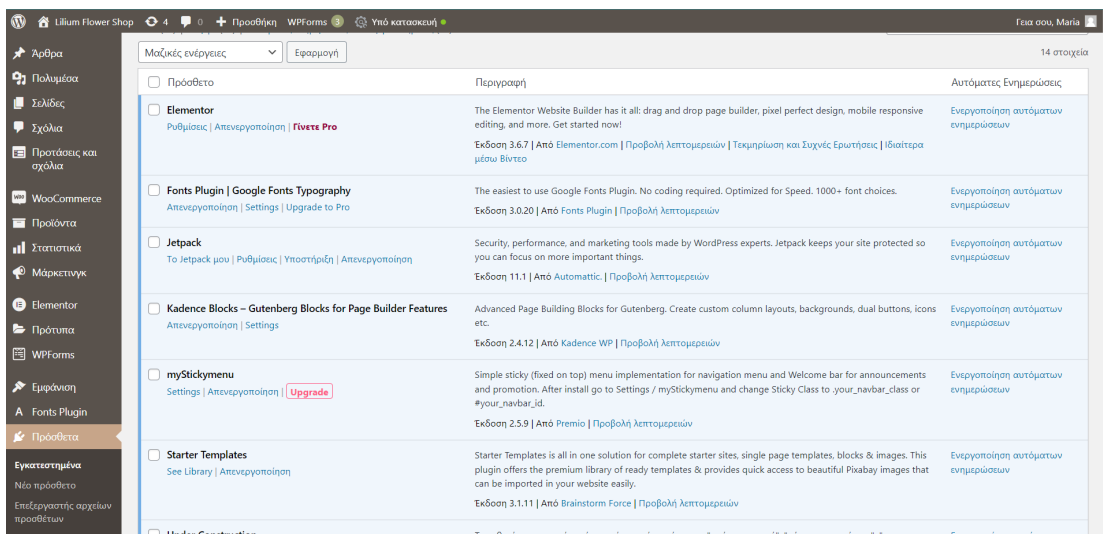 Lilium Flower Shop 4 0 + Προσθήκη WPForms 3 Υπό κατασκευή Γεια σου, Maria
Άρθρα
Πολυμέσα
Σελίδες
Σχόλια
Προτάσεις και
σχόλια
WooCommerce
Προϊόντα
Στατιστικά
Μάρκετινγκ
Elementor
Πρότυπα
WPForms
Εμφάνιση
Fonts Plugin
Πρόσθετα
Εγκατεστημένα
Νέο πρόσθετο
Επεξεργαστής αρχείων
προσθέτων
Μαζικές ενέργειες Εφαρμογή 14 στοιχεία
Πρόσθετο Περιγραφή Αυτόματες Ενημερώσεις
Elementor
Ρυθμίσεις | Απενεργοποίηση | Γίνετε Pro
The Elementor Website Builder has it all: drag and drop page builder, pixel perfect design, mobile responsive
editing, and more. Get started now!
Έκδοση 3.6.7 | Από Elementor.com | Προβολή λεπτομερειών | Τεκμηρίωση και Συχνές Ερωτήσεις | Ιδιαίτερα
μέσω Βίντεο
Ενεργοποίηση αυτόματων
ενημερώσεων
Fonts Plugin | Google Fonts Typography
Απενεργοποίηση | Settings | Upgrade to Pro
The easiest to use Google Fonts Plugin. No coding required. Optimized for Speed. 1000+ font choices.
Έκδοση 3.0.20 | Από Fonts Plugin | Προβολή λεπτομερειών
Ενεργοποίηση αυτόματων
ενημερώσεων
Jetpack
Το Jetpack μου | Ρυθμίσεις | Υποστήριξη | Απενεργοποίηση
Security, performance, and marketing tools made by WordPress experts. Jetpack keeps your site protected so
you can focus on more important things.
Έκδοση 11.1 | Από Automattic. | Προβολή λεπτομερειών
Ενεργοποίηση αυτόματων
ενημερώσεων
Kadence Blocks – Gutenberg Blocks for Page Builder Features
Απενεργοποίηση | Settings
Advanced Page Building Blocks for Gutenberg. Create custom column layouts, backgrounds, dual buttons, icons
etc.
Έκδοση 2.4.12 | Από Kadence WP | Προβολή λεπτομερειών
Ενεργοποίηση αυτόματων
ενημερώσεων
myStickymenu
Settings | Απενεργοποίηση | Upgrade
Simple sticky (fixed on top) menu implementation for navigation menu and Welcome bar for announcements
and promotion. After install go to Settings / myStickymenu and change Sticky Class to .your_navbar_class or
#your_navbar_id.
Έκδοση 2.5.9 | Από Premio | Προβολή λεπτομερειών
Ενεργοποίηση αυτόματων
ενημερώσεων
Starter Templates
See Library | Απενεργοποίηση
Starter Templates is all in one solution for complete starter sites, single page templates, blocks & images. This
plugin offers the premium library of ready templates & provides quick access to beautiful Pixabay images that
can be imported in your website easily.
Έκδοση 3.1.11 | Από Brainstorm Force | Προβολή λεπτομερειών
Ενεργοποίηση αυτόματων
ενημερώσεων
Under Construction